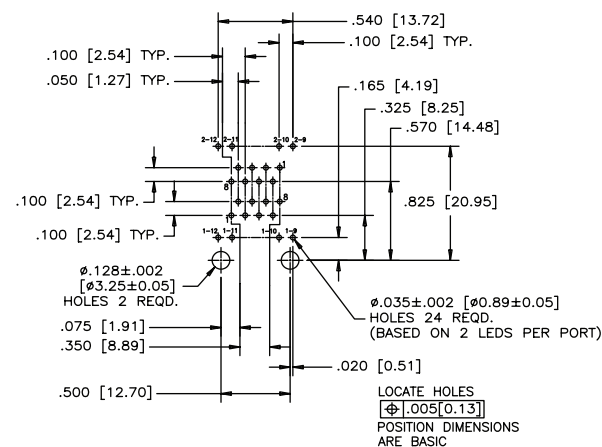 .540 [13.72]
.100 [2.54] TYP.
.100 [2.54] TYP.
.050 [1.27] TYP.
.165 [4.19]
.325 [8.25]
.570 [14.48]
2-12 2-11 2-10 2-9
1
8
.100 [2.54] TYP.
.825 [20.95]
8
1
.100 [2.54] TYP.
1-12 1-11 1-10 1-9
ø.128±.002
[ø3.25±0.05]
HOLES 2 REQD.
ø.035±.002 [ø0.89±0.05]
HOLES 24 REQD.
(BASED ON 2 LEDS PER PORT)
.075 [1.91]
.350 [8.89]
.020 [0.51]
.500 [12.70]
LOCATE HOLES
⌖ .005[0.13]
POSITION DIMENSIONS
ARE BASIC